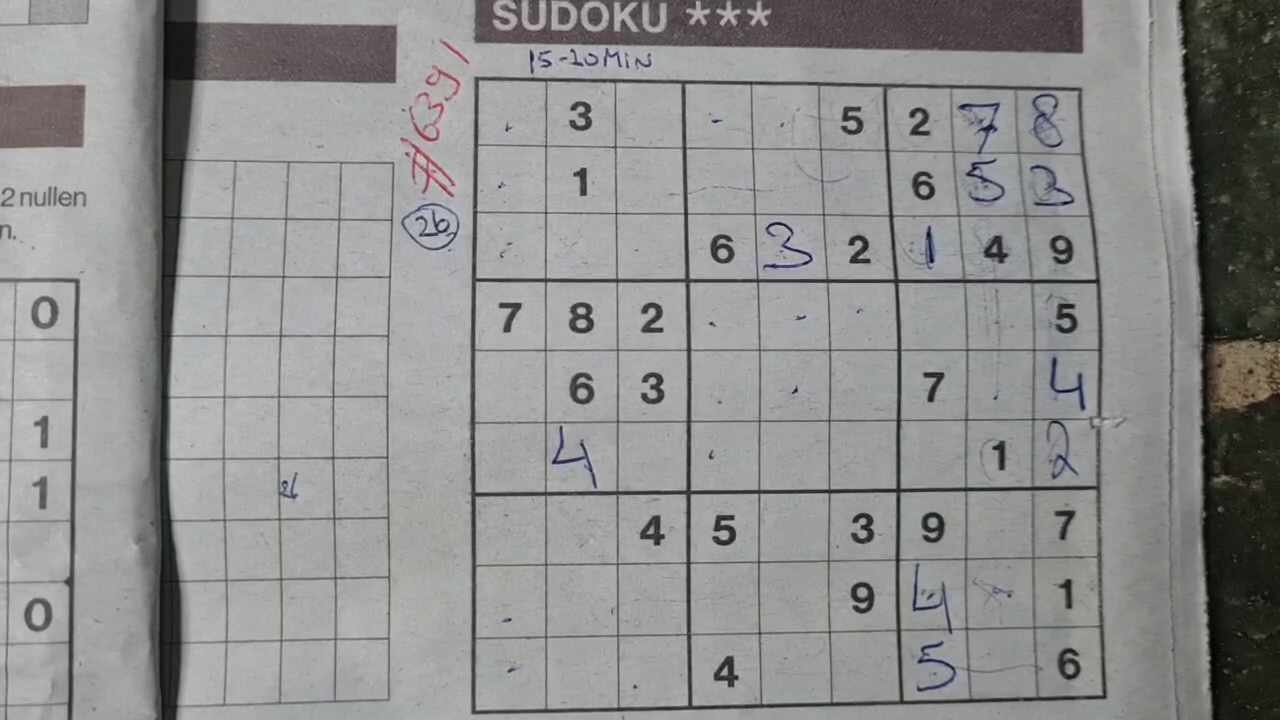 SUDOKU ***
15-20MIN
#6391
26
2 nullen
n.
3 5 2 7 8
1 6 5 3
6 3 2 1 4 9
7 8 2 5
6 3 7 4
4 1 2
4 5 3 9 7
9 4 1
4 5 6
0
1
1
0